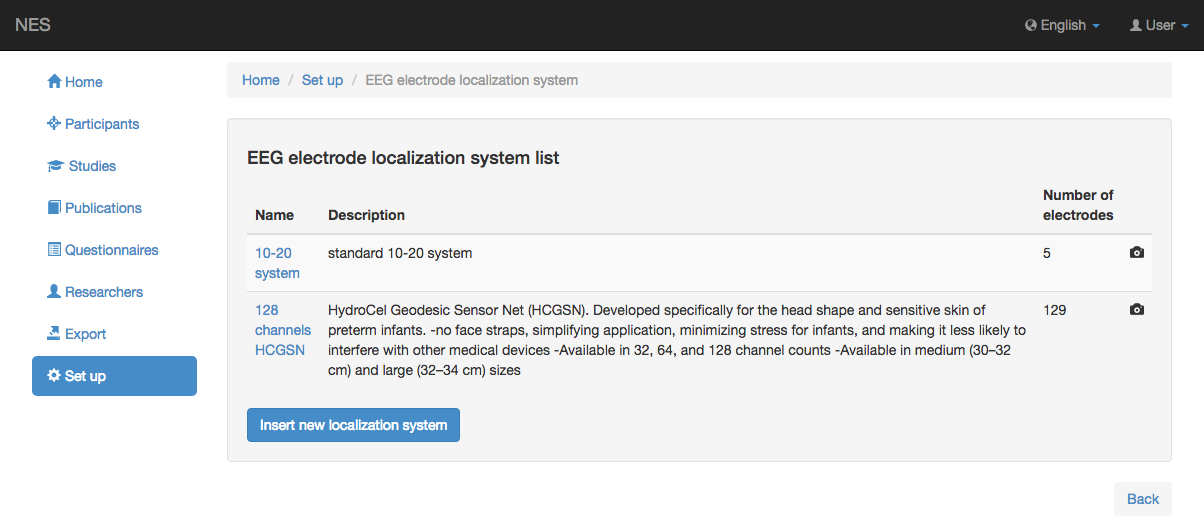 NES
English
User
Home
Participants
Studies
Publications
Questionnaires
Researchers
Export
Set up
Home / Set up / EEG electrode localization system
EEG electrode localization system list
Name Description Number of
electrodes
10-20 standard 10-20 system 5
system
128 HydroCel Geodesic Sensor Net (HCGSN). Developed specifically for the head shape and sensitive skin of 129
channels preterm infants. -no face straps, simplifying application, minimizing stress for infants, and making it less likely to
HCGSN interfere with other medical devices -Available in 32, 64, and 128 channel counts -Available in medium (30–32
cm) and large (32–34 cm) sizes
Insert new localization system
Back